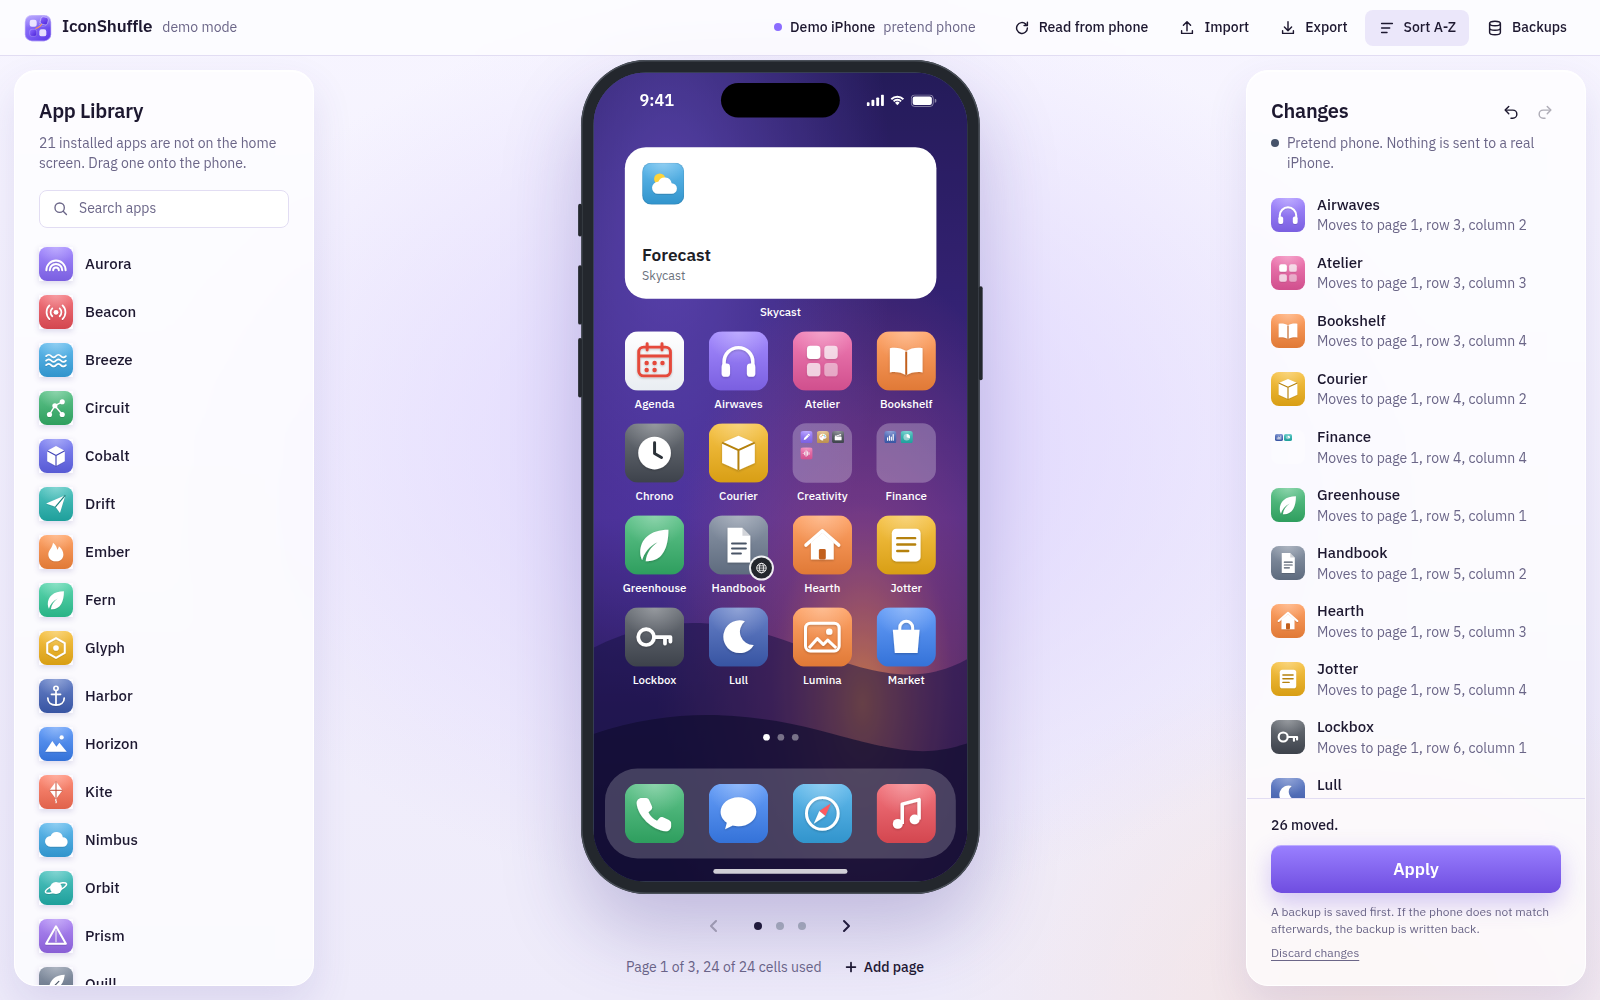 IconShuffle demo mode
Demo iPhone pretend phone
Read from phone
Import
Export
Sort A-Z
Backups
App Library
21 installed apps are not on the home
screen. Drag one onto the phone.
Search apps
Aurora
Beacon
Breeze
Circuit
Cobalt
Drift
Ember
Fern
Glyph
Harbor
Horizon
Kite
Nimbus
Orbit
Prism
Quill
9:41
Forecast
Skycast
Skycast
Agenda Airwaves Atelier Bookshelf
Chrono Courier Creativity Finance
Greenhouse Handbook Hearth Jotter
Lockbox Lull Lumina Market
Page 1 of 3, 24 of 24 cells used
Add page
Changes
Pretend phone. Nothing is sent to a real
iPhone.
Airwaves
Moves to page 1, row 3, column 2
Atelier
Moves to page 1, row 3, column 3
Bookshelf
Moves to page 1, row 3, column 4
Courier
Moves to page 1, row 4, column 2
Finance
Moves to page 1, row 4, column 4
Greenhouse
Moves to page 1, row 5, column 1
Handbook
Moves to page 1, row 5, column 2
Hearth
Moves to page 1, row 5, column 3
Jotter
Moves to page 1, row 5, column 4
Lockbox
Moves to page 1, row 6, column 1
Lull
26 moved.
Apply
A backup is saved first. If the phone does not match
afterwards, the backup is written back.
Discard changes